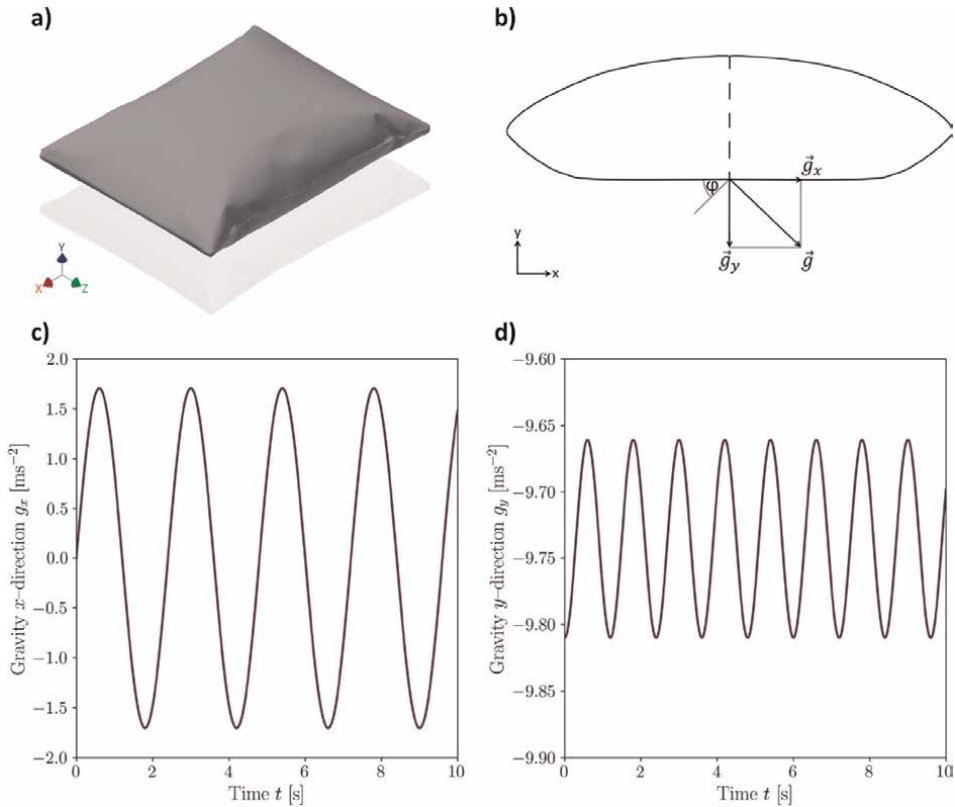 a)
Y
X
Z
b)
φ
g⃗ₓ
g⃗ᵧ
g⃗
y
x
c)
Gravity x–direction gₓ [ms⁻²]
2.0
1.5
1.0
0.5
0.0
−0.5
−1.0
−1.5
−2.0
0 2 4 6 8 10
Time t [s]
d)
Gravity y–direction gᵧ [ms⁻²]
−9.60
−9.65
−9.70
−9.75
−9.80
−9.85
−9.90
0 2 4 6 8 10
Time t [s]